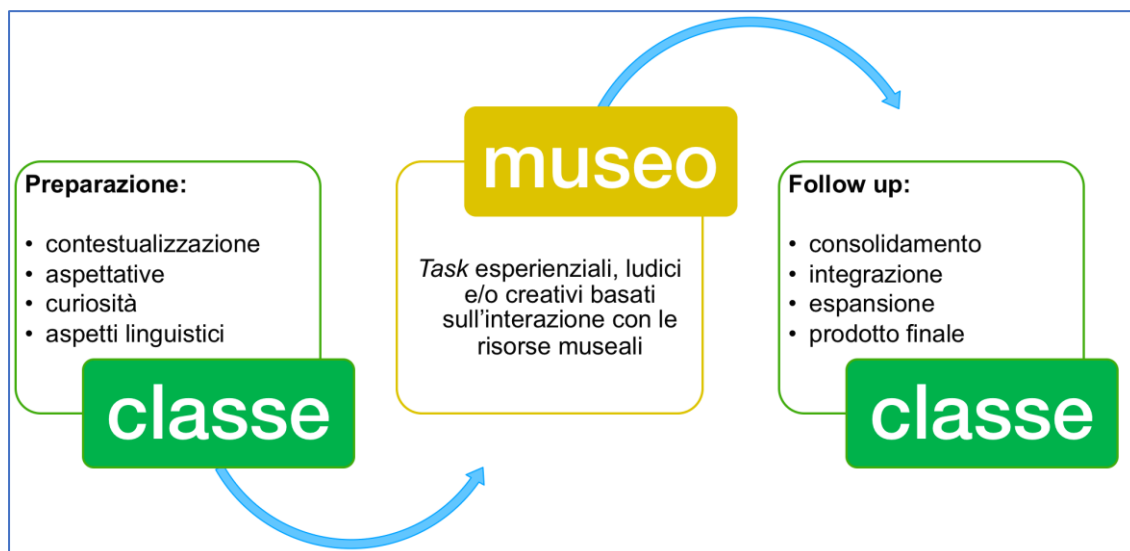 Preparazione:
• contestualizzazione
• aspettative
• curiosità
• aspetti linguistici
classe
museo
Task esperienziali, ludici
e/o creativi basati
sull'interazione con le
risorse museali
Follow up:
• consolidamento
• integrazione
• espansione
• prodotto finale
classe